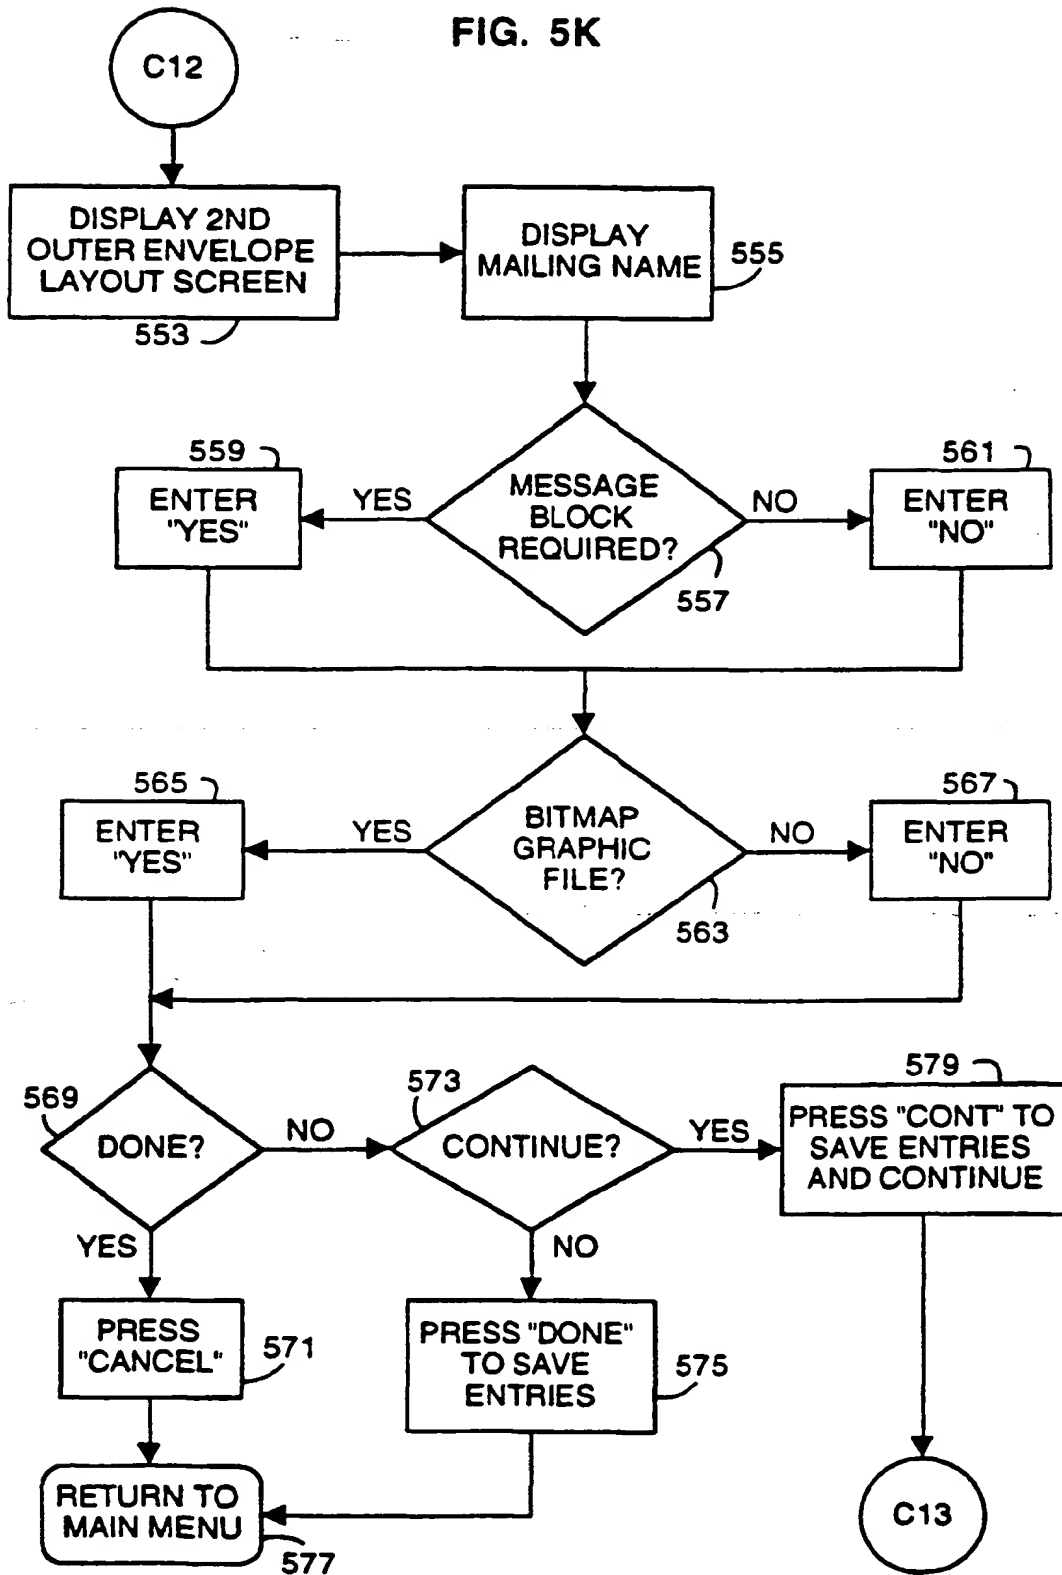 FIG. 5K
C12
DISPLAY 2ND
OUTER ENVELOPE
LAYOUT SCREEN
553
DISPLAY
MAILING NAME
555
559
ENTER
"YES"
YES
MESSAGE
BLOCK
REQUIRED?
557
NO
561
ENTER
"NO"
565
ENTER
"YES"
YES
BITMAP
GRAPHIC
FILE?
563
NO
567
ENTER
"NO"
569
DONE?
NO
573
CONTINUE?
YES
579
PRESS "CONT" TO
SAVE ENTRIES
AND CONTINUE
YES
NO
PRESS
"CANCEL"
571
PRESS "DONE"
TO SAVE
ENTRIES
575
RETURN TO
MAIN MENU
577
C13